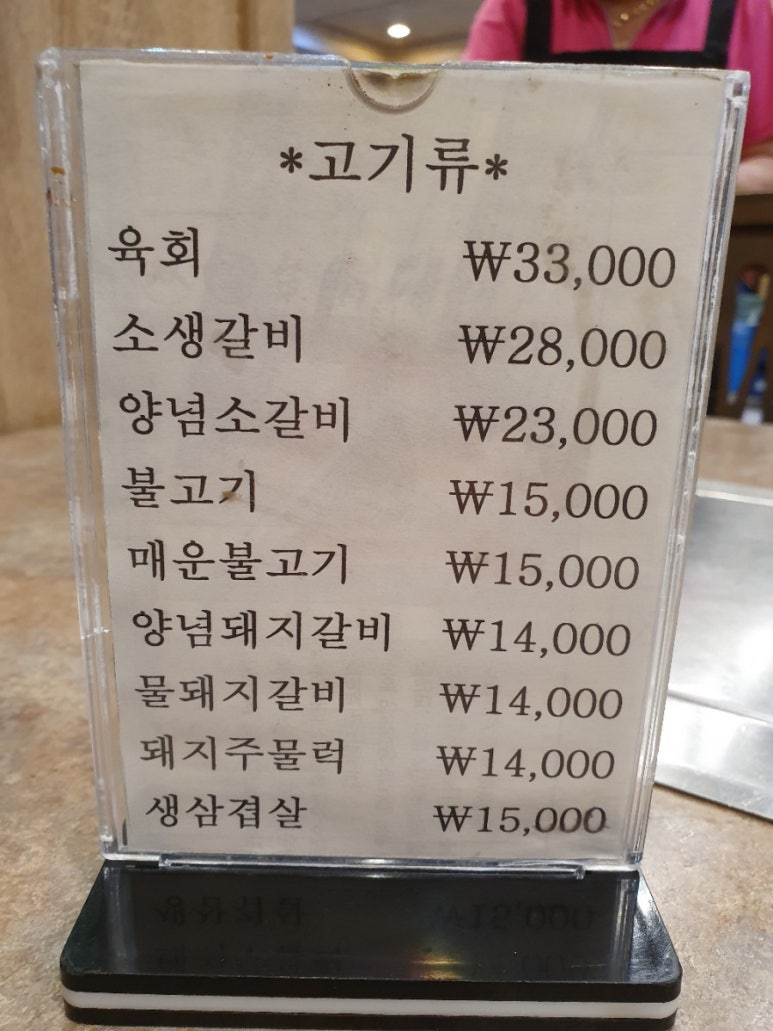 *고기류*
육회 ₩33,000
소생갈비 ₩28,000
양념소갈비 ₩23,000
불고기 ₩15,000
매운불고기 ₩15,000
양념돼지갈비 ₩14,000
물돼지갈비 ₩14,000
돼지주물럭 ₩14,000
생삼겹살 ₩15,000